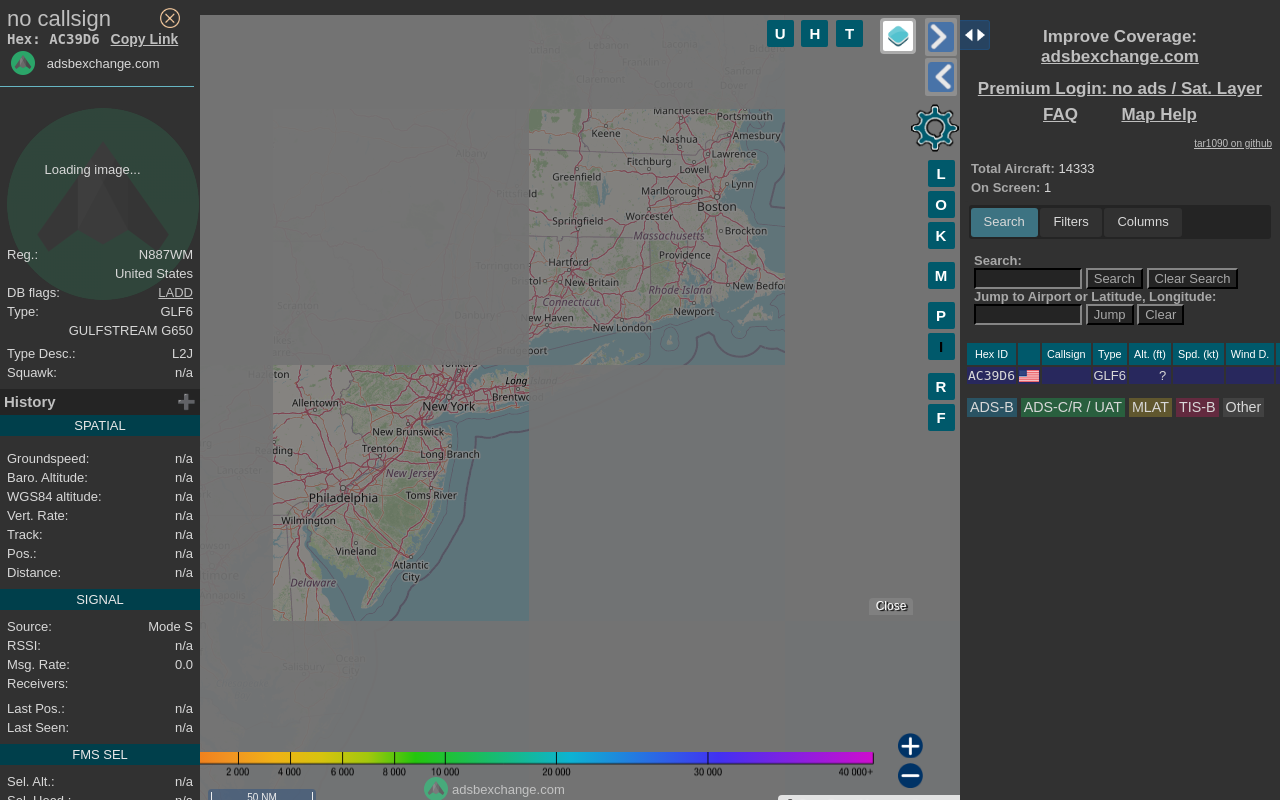 no callsign
Hex: AC39D6 Copy Link
adsbexchange.com
Loading image...
Reg.: N887WM
United States
DB flags: LADD
Type: GLF6
GULFSTREAM G650
Type Desc.: L2J
Squawk: n/a
History
SPATIAL
Groundspeed: n/a
Baro. Altitude: n/a
WGS84 altitude: n/a
Vert. Rate: n/a
Track: n/a
Pos.: n/a
Distance: n/a
SIGNAL
Source: Mode S
RSSI: n/a
Msg. Rate: 0.0
Receivers:
Last Pos.: n/a
Last Seen: n/a
FMS SEL
Sel. Alt.: n/a
U H T
L
O
K
M
P
I
R
F
Manchester
Portsmouth
Keene
Nashua
Amesbury
Fitchburg
Lawrence
Greenfield
Lowell
Marlborough
Lynn
Worcester
Boston
Springfield
Massachusetts
Brockton
Hartford
Providence
New Britain
Rhode Island
Connecticut
Newport
New London
Long Island
Allentown
New York
New Brunswick
Trenton
Long Branch
New Jersey
Philadelphia
Toms River
Wilmington
Vineland
Atlantic
City
Delaware
Albany
Danbury
Salisbury
Ocean
City
Close
2 000 4 000 6 000 8 000 10 000 20 000 30 000 40 000+
adsbexchange.com
50 NM
Improve Coverage:
adsbexchange.com
Premium Login: no ads / Sat. Layer
FAQ Map Help
tar1090 on github
Total Aircraft: 14333
On Screen: 1
Search Filters Columns
Search:
Search Clear Search
Jump to Airport or Latitude, Longitude:
Jump Clear
Hex ID Callsign Type Alt. (ft) Spd. (kt) Wind D.
AC39D6 GLF6 ?
ADS-B ADS-C/R / UAT MLAT TIS-B Other